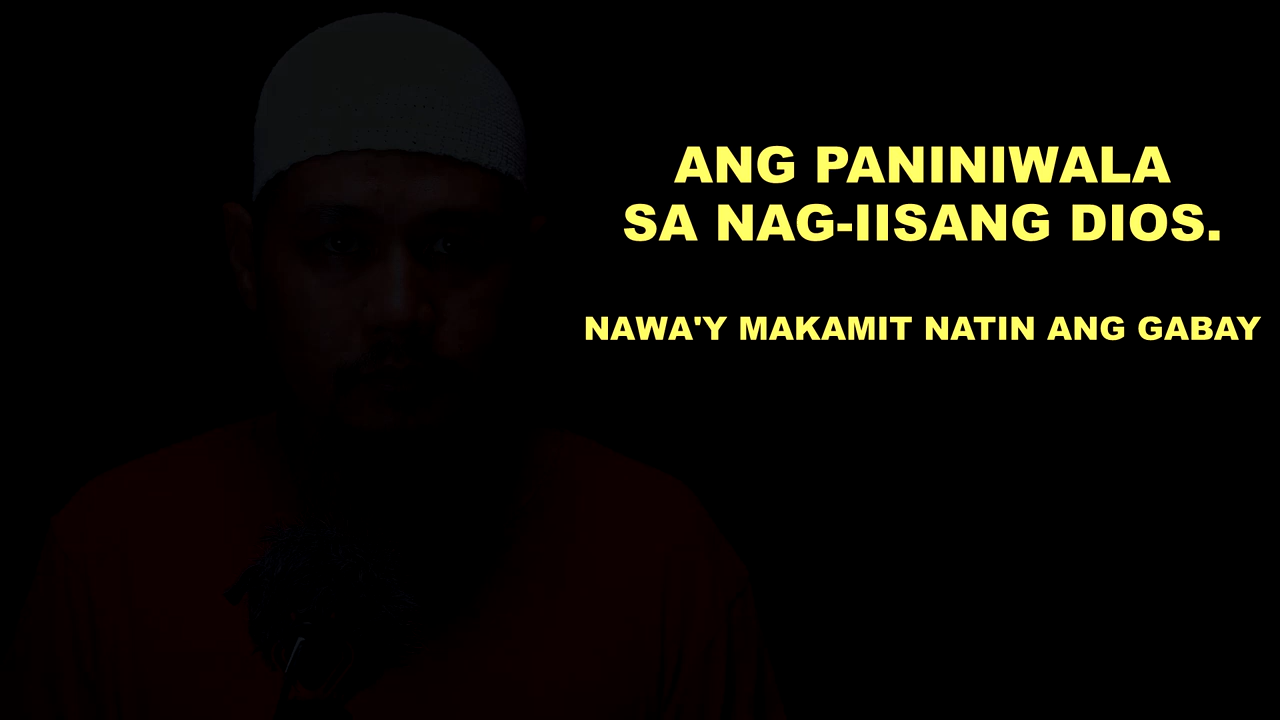 ANG PANINIWALA
SA NAG-IISANG DIOS.
NAWA'Y MAKAMIT NATIN ANG GABAY